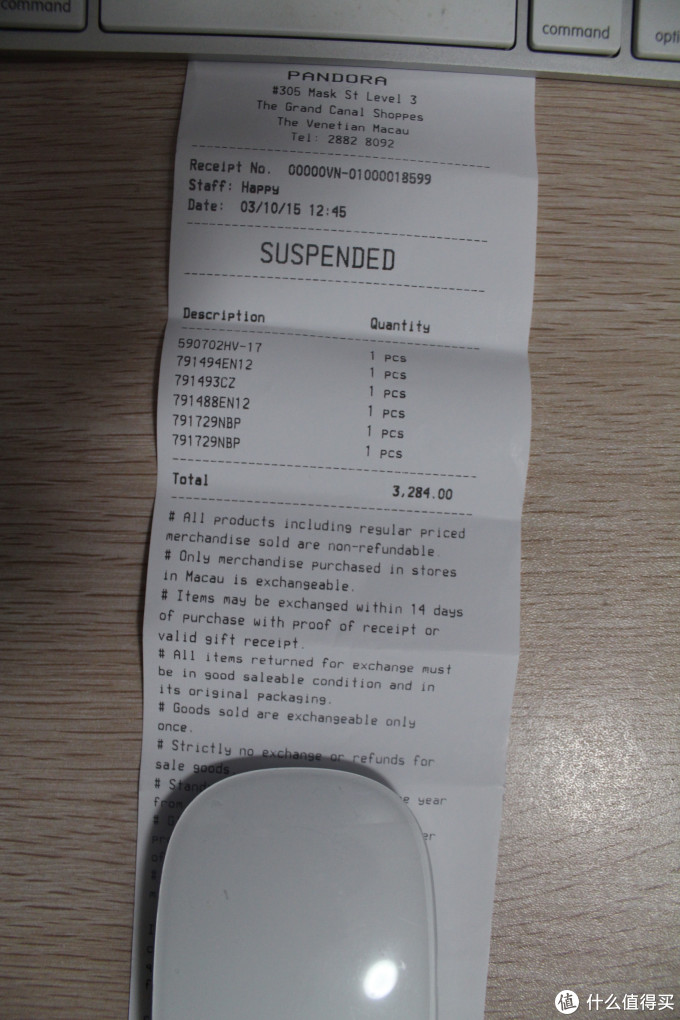 command
command
opti
PANDORA
#305 Mask St Level 3
The Grand Canal Shoppes
The Venetian Macau
Tel: 2882 8092
Receipt No. 00000VN-01000018599
Staff: Happy
Date: 03/10/15 12:45
SUSPENDED
Description Quantity
590702HV-17 1 pcs
791494EN12 1 pcs
791493CZ 1 pcs
791488EN12 1 pcs
791729NBP 1 pcs
791729NBP 1 pcs
Total 3,284.00
# All products including regular priced
merchandise sold are non-refundable.
# Only merchandise purchased in stores
in Macau is exchangeable.
# Items may be exchanged within 14 days
of purchase with proof of receipt or
valid gift receipt.
# All items returned for exchange must
be in good saleable condition and in
its original packaging.
# Goods sold are exchangeable only
once.
# Strictly no exchange or refunds for
sale goods
# Stand year
from
值 什么值得买